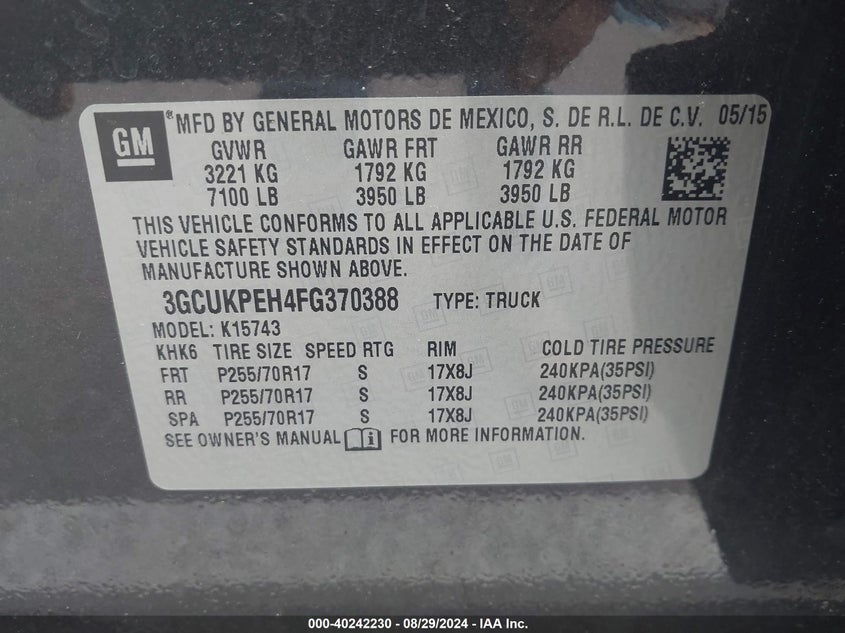 GM ® MFD BY GENERAL MOTORS DE MEXICO, S. DE R.L. DE C.V. 05/15
GVWR GAWR FRT GAWR RR
3221 KG 1792 KG 1792 KG
7100 LB 3950 LB 3950 LB
THIS VEHICLE CONFORMS TO ALL APPLICABLE U.S. FEDERAL MOTOR
VEHICLE SAFETY STANDARDS IN EFFECT ON THE DATE OF
MANUFACTURE SHOWN ABOVE.
3GCUKPEH4FG370388 TYPE: TRUCK
MODEL: K15743
KHK6 TIRE SIZE SPEED RTG RIM COLD TIRE PRESSURE
FRT P255/70R17 S 17X8J 240KPA(35PSI)
RR P255/70R17 S 17X8J 240KPA(35PSI)
SPA P255/70R17 S 17X8J 240KPA(35PSI)
SEE OWNER'S MANUAL FOR MORE INFORMATION.
000-40242230 - 08/29/2024 - IAA Inc.